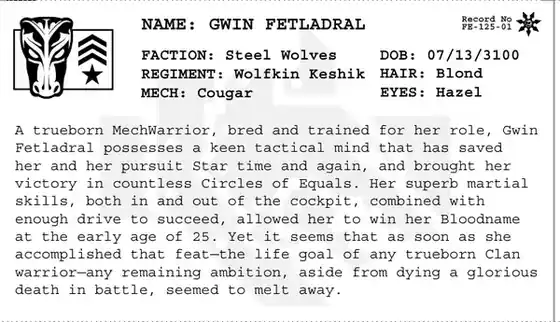 NAME: GWIN FETLADRAL
Record No
FE-125-01
FACTION: Steel Wolves DOB: 07/13/3100
REGIMENT: Wolfkin Keshik HAIR: Blond
MECH: Cougar EYES: Hazel
A trueborn MechWarrior, bred and trained for her role, Gwin
Fetladral possesses a keen tactical mind that has saved
her and her pursuit Star time and again, and brought her
victory in countless Circles of Equals. Her superb martial
skills, both in and out of the cockpit, combined with
enough drive to succeed, allowed her to win her Bloodname
at the early age of 25. Yet it seems that as soon as she
accomplished that feat—the life goal of any trueborn Clan
warrior—any remaining ambition, aside from dying a glorious
death in battle, seemed to melt away.